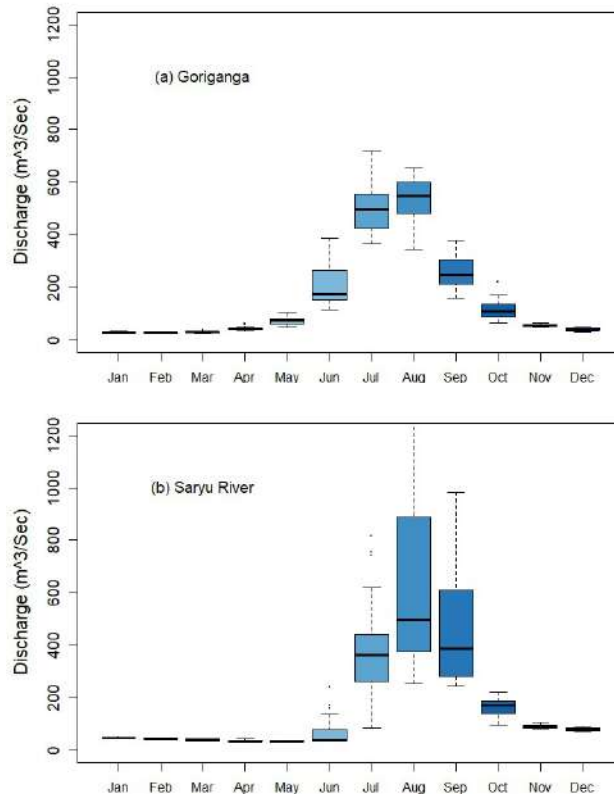 1200
1000
800
600
400
200
0
Discharge (m^3/Sec)
(a) Goriganga
Jan Feb Mar Apr May Jun Jul Aug Sep Oct Nov Dec
1200
1000
800
600
400
200
0
Discharge (m^3/Sec)
(b) Saryu River
Jan Feb Mar Apr May Jun Jul Aug Sep Oct Nov Dec